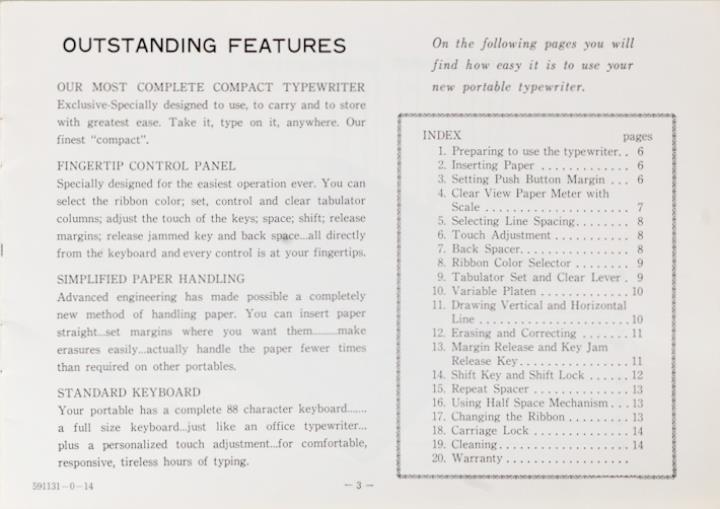 OUTSTANDING FEATURES
OUR MOST COMPLETE COMPACT TYPEWRITER
Exclusive-Specially designed to use, to carry and to store
with greatest ease. Take it, type on it, anywhere. Our
finest “compact”.
FINGERTIP CONTROL PANEL
Specially designed for the easiest operation ever. You can
select the ribbon color; set, control and clear tabulator
columns; adjust the touch of the keys; space; shift; release
margins; release jammed key and back space...all directly
from the keyboard and every control is at your fingertips.
SIMPLIFIED PAPER HANDLING
Advanced engineering has made possible a completely
new method of handling paper. You can insert paper
straight...set margins where you want them.........make
erasures easily...actually handle the paper fewer times
than required on other portables.
STANDARD KEYBOARD
Your portable has a complete 88 character keyboard.......
a full size keyboard...just like an office typewriter...
plus a personalized touch adjustment...for comfortable,
responsive, tireless hours of typing.
On the following pages you will
find how easy it is to use your
new portable typewriter.
INDEX pages
1. Preparing to use the typewriter. . 6
2. Inserting Paper . . . . . . . . . . . . . 6
3. Setting Push Button Margin . . . 6
4. Clear View Paper Meter with
Scale . . . . . . . . . . . . . . . . . . . . 7
5. Selecting Line Spacing. . . . . . . . 8
6. Touch Adjustment . . . . . . . . . . . 8
7. Back Spacer. . . . . . . . . . . . . . . . 8
8. Ribbon Color Selector . . . . . . . . 9
9. Tabulator Set and Clear Lever . 9
10. Variable Platen . . . . . . . . . . . . . 10
11. Drawing Vertical and Horizontal
Line . . . . . . . . . . . . . . . . . . . . . 10
12. Erasing and Correcting . . . . . . . 11
13. Margin Release and Key Jam
Release Key. . . . . . . . . . . . . . . . 11
14. Shift Key and Shift Lock . . . . . . 12
15. Repeat Spacer . . . . . . . . . . . . . . 13
16. Using Half Space Mechanism . . . 13
17. Changing the Ribbon . . . . . . . . . 13
18. Carriage Lock . . . . . . . . . . . . . . 14
19. Cleaning. . . . . . . . . . . . . . . . . . . 14
20. Warranty . . . . . . . . . . . . . . . . . .
591131-0-14
- 3 -